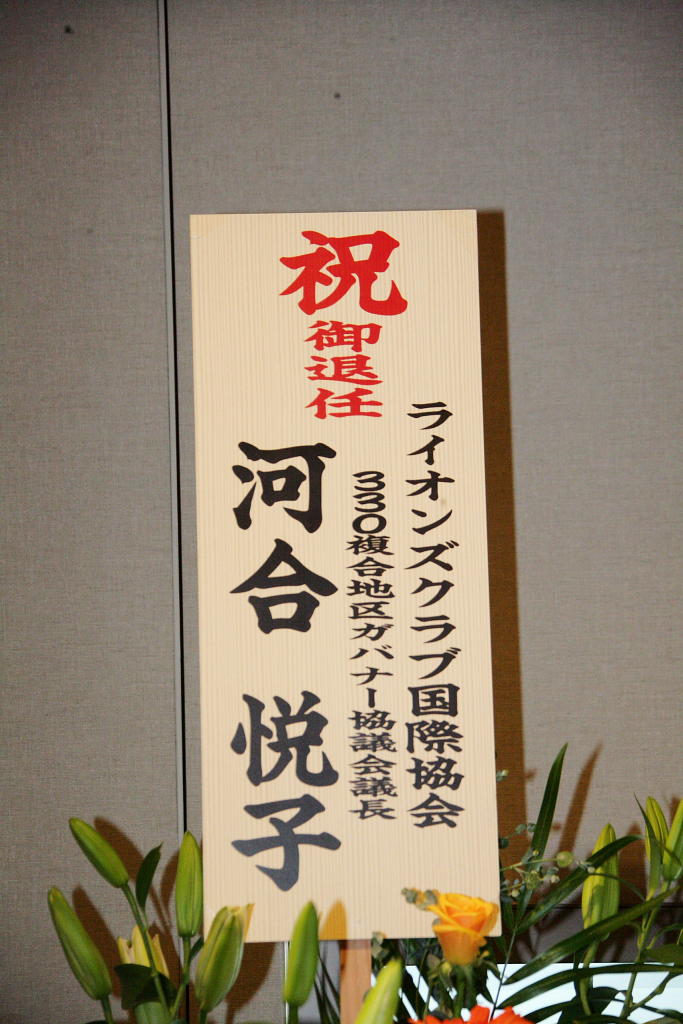 祝
御退任
ライオンズクラブ国際協会
330複合地区ガバナー協議会議長
河合 悦子